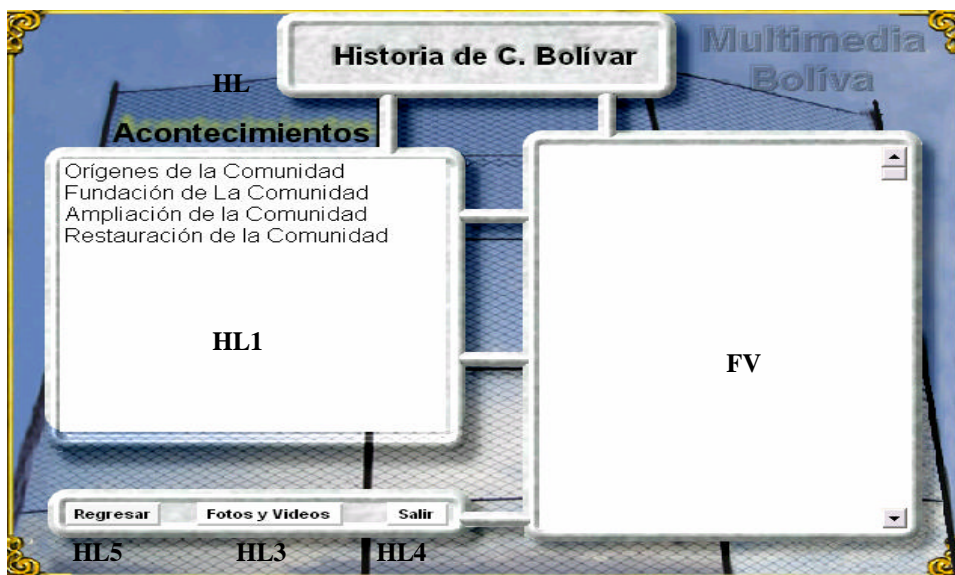 Multimedia
Bolíva
Historia de C. Bolívar
HL
Acontecimientos
Orígenes de la Comunidad
Fundación de La Comunidad
Ampliación de la Comunidad
Restauración de la Comunidad
HL1
FV
Regresar Fotos y Videos Salir
HL5 HL3 HL4